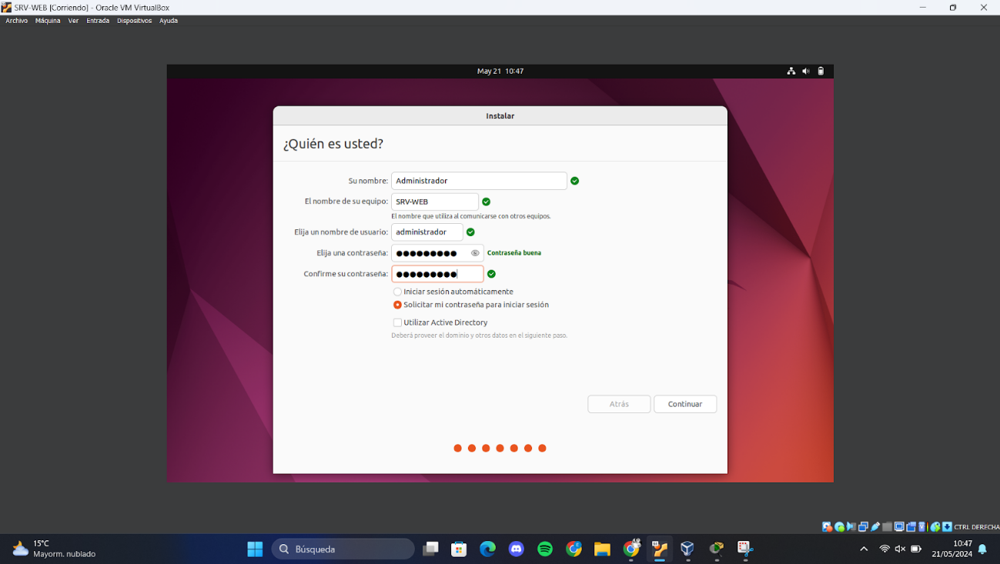 SRV-WEB [Corriendo] - Oracle VM VirtualBox
Archivo Máquina Ver Entrada Dispositivos Ayuda
May 21 10:47
Instalar
¿Quién es usted?
Su nombre: Administrador
El nombre de su equipo: SRV-WEB
El nombre que utiliza al comunicarse con otros equipos.
Elija un nombre de usuario: administrador
Elija una contraseña: ●●●●●●●●● Contraseña buena
Confirme su contraseña: ●●●●●●●●●
Iniciar sesión automáticamente
Solicitar mi contraseña para iniciar sesión
Utilizar Active Directory
Deberá proveer el dominio y otros datos en el siguiente paso.
Atrás Continuar
CTRL DERECHA
15°C
Mayorm. nublado
Búsqueda
10:47
21/05/2024